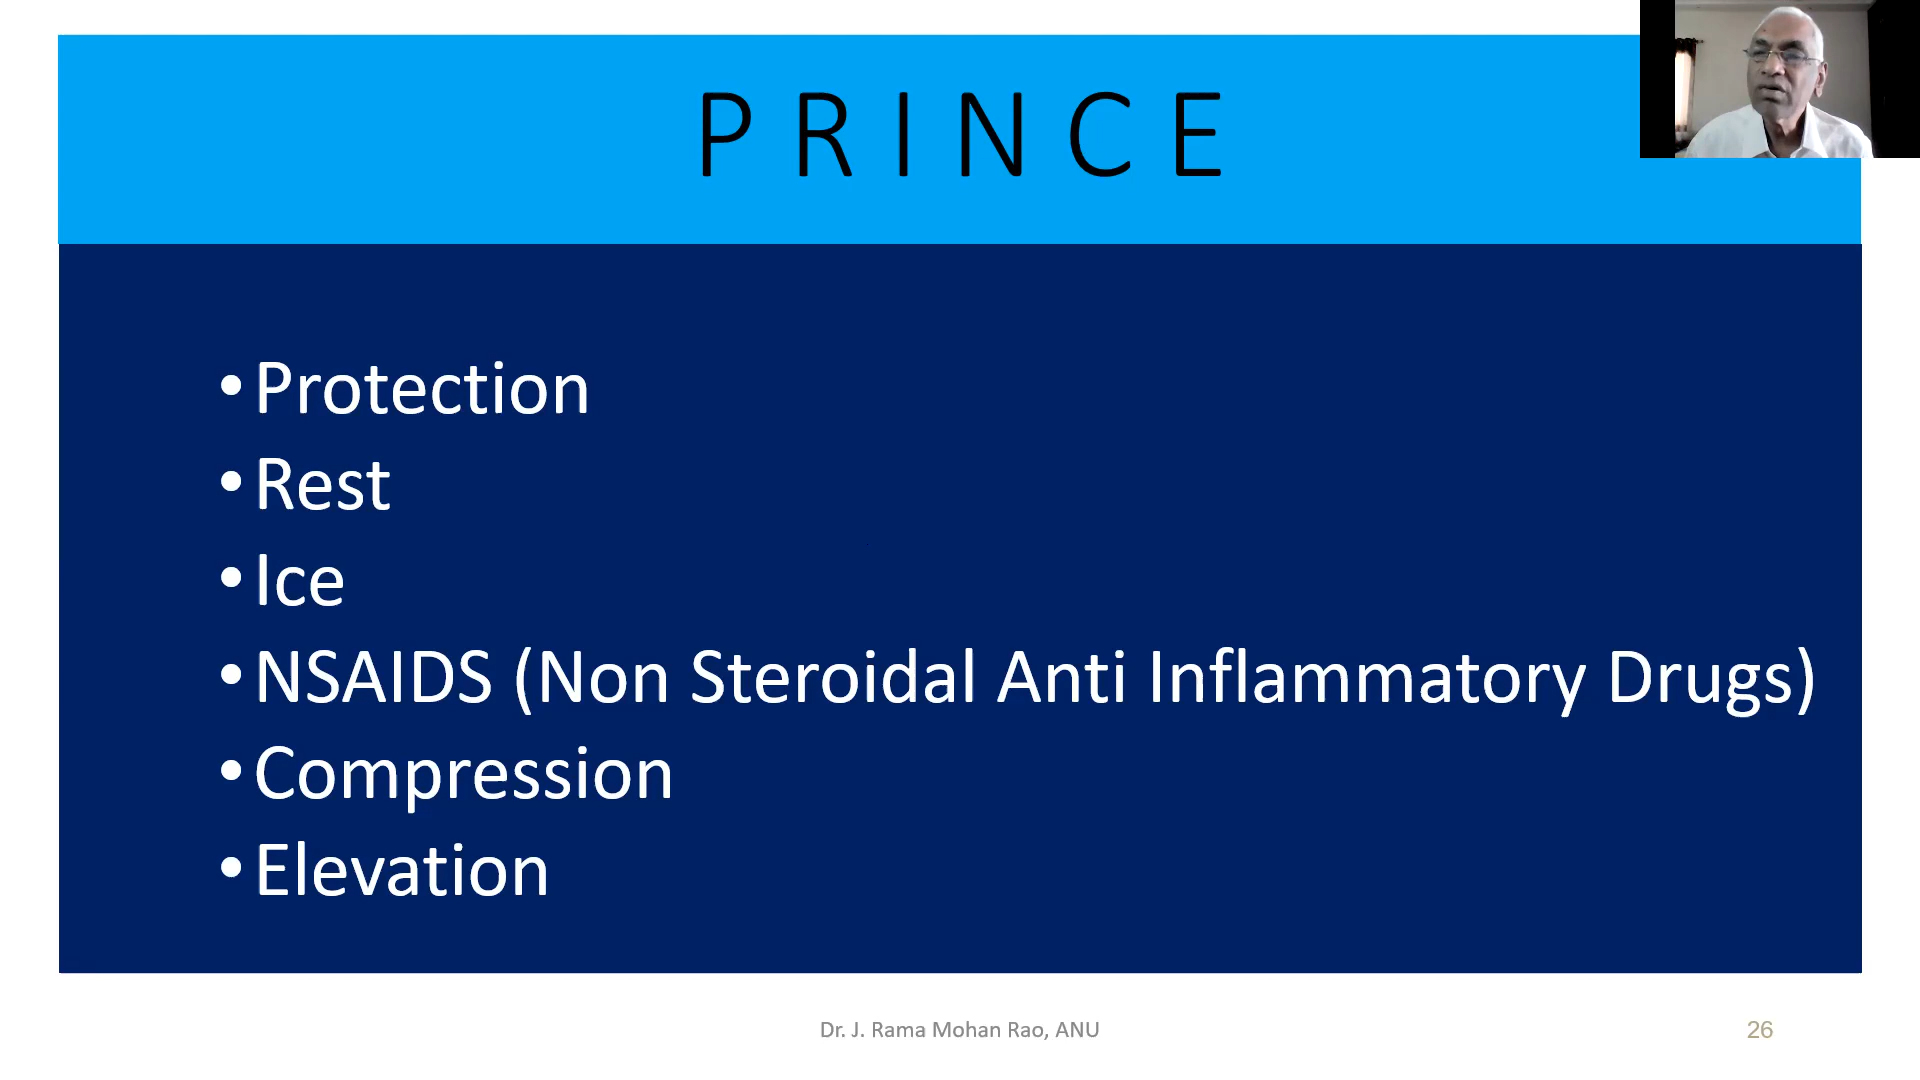 P R I N C E
•Protection
•Rest
•Ice
•NSAIDS (Non Steroidal Anti Inflammatory Drugs)
•Compression
•Elevation
Dr. J. Rama Mohan Rao, ANU
26